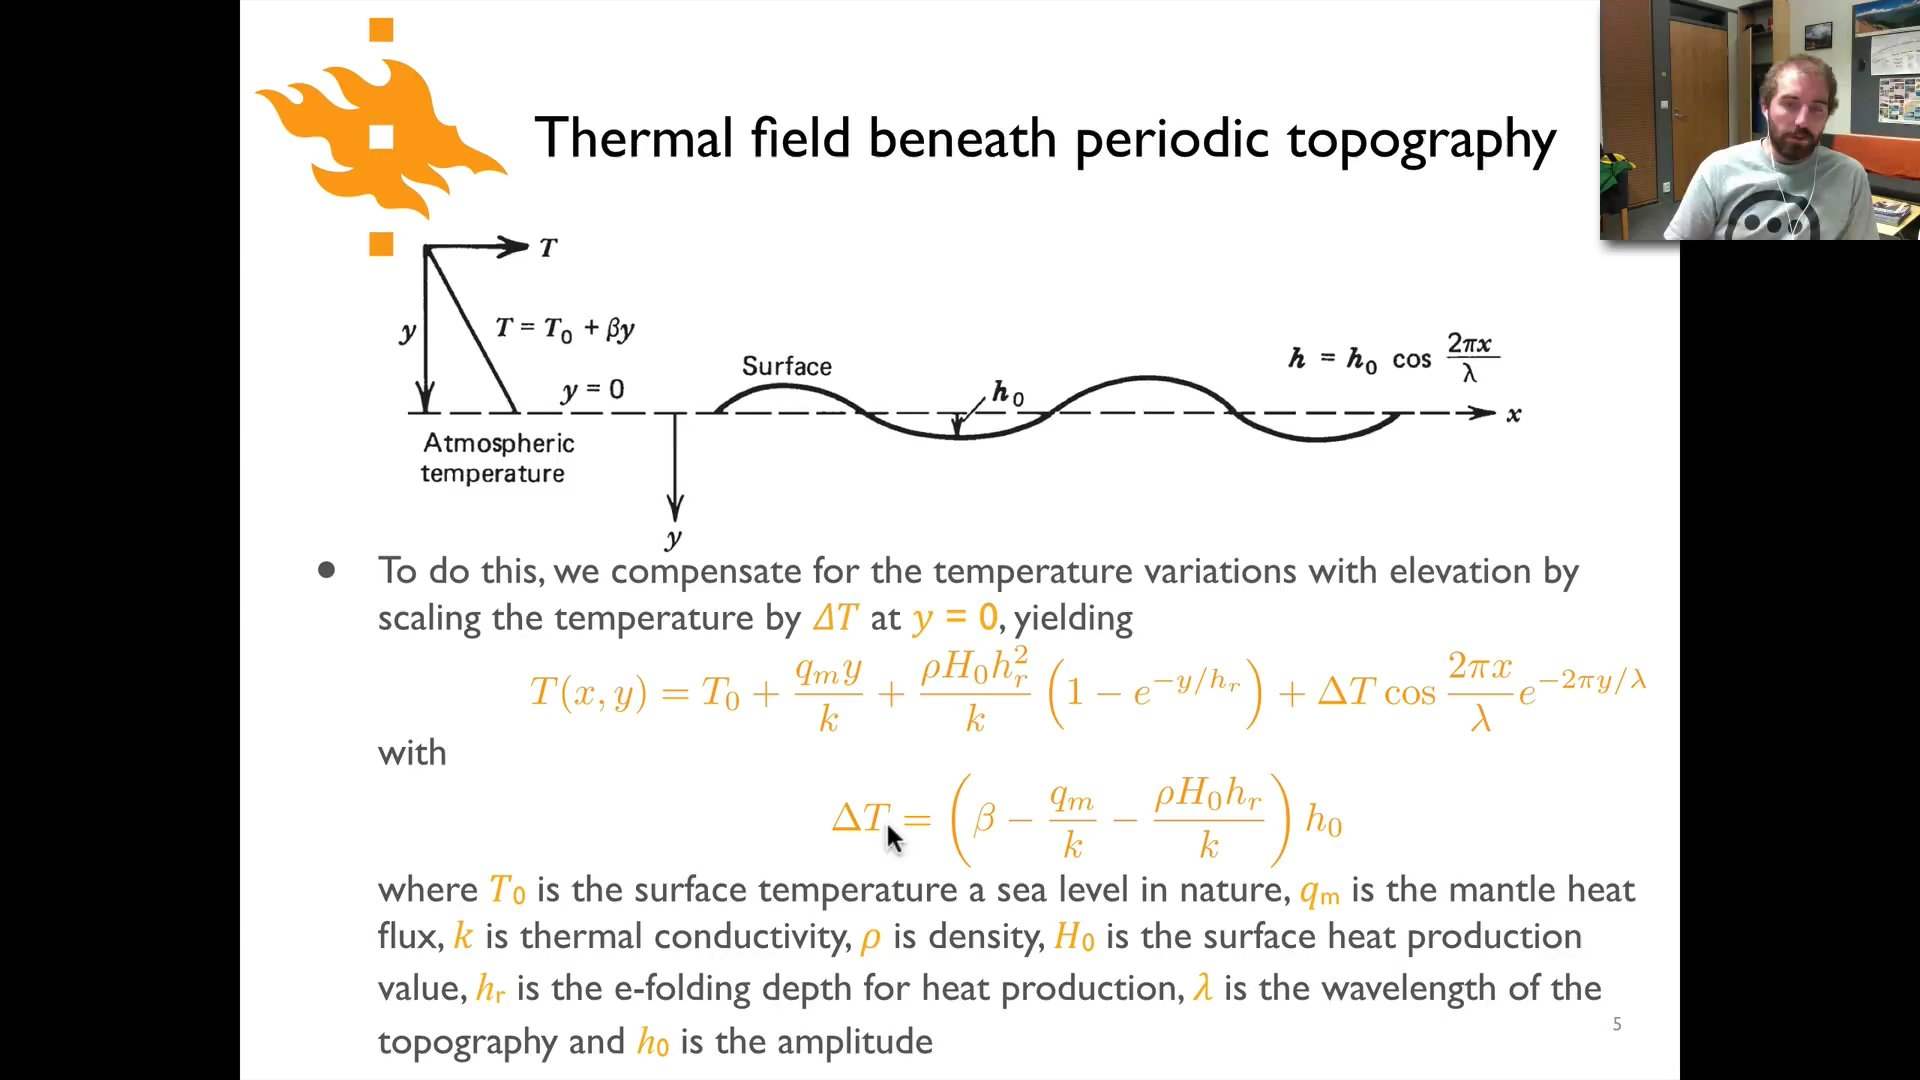 Thermal field beneath periodic topography
T
y
T = T₀ + βy
y = 0
Surface
h₀
h = h₀ cos 2πx/λ
x
Atmospheric
temperature
y
• To do this, we compensate for the temperature variations with elevation by
scaling the temperature by ΔT at y = 0, yielding
T(x, y) = T₀ + qₘy/k + ρH₀hᵣ²/k (1 − e^(−y/hᵣ)) + ΔT cos 2πx/λ e^(−2πy/λ)
with
ΔT = (β − qₘ/k − ρH₀hᵣ/k) h₀
where T₀ is the surface temperature a sea level in nature, qₘ is the mantle heat
flux, k is thermal conductivity, ρ is density, H₀ is the surface heat production
value, hᵣ is the e-folding depth for heat production, λ is the wavelength of the
topography and h₀ is the amplitude
5